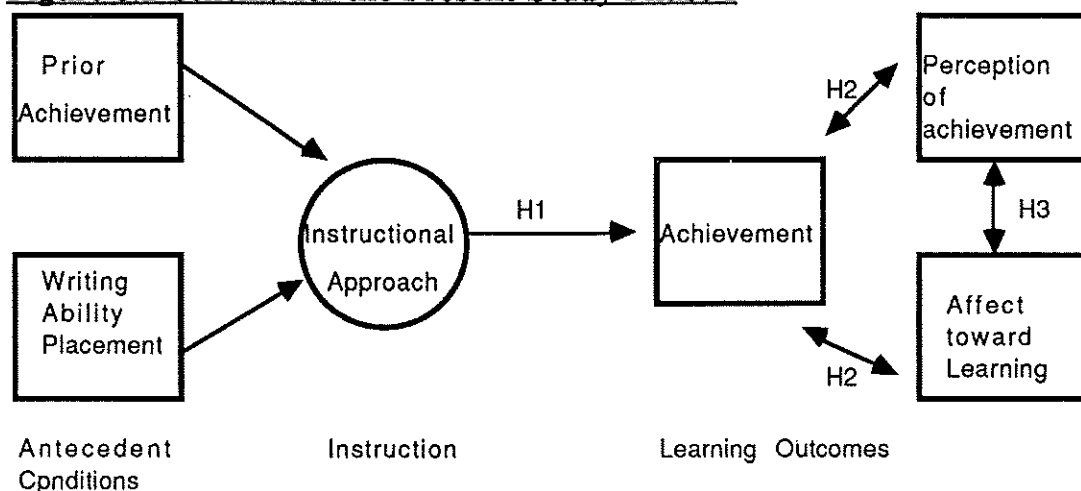 Prior
Achievement
Writing
Ability
Placement
Instructional
Approach
H1
Achievement
H2
H2
Perception
of
achievement
H3
Affect
toward
Learning
Antecedent
Cpnditions
Instruction
Learning Outcomes